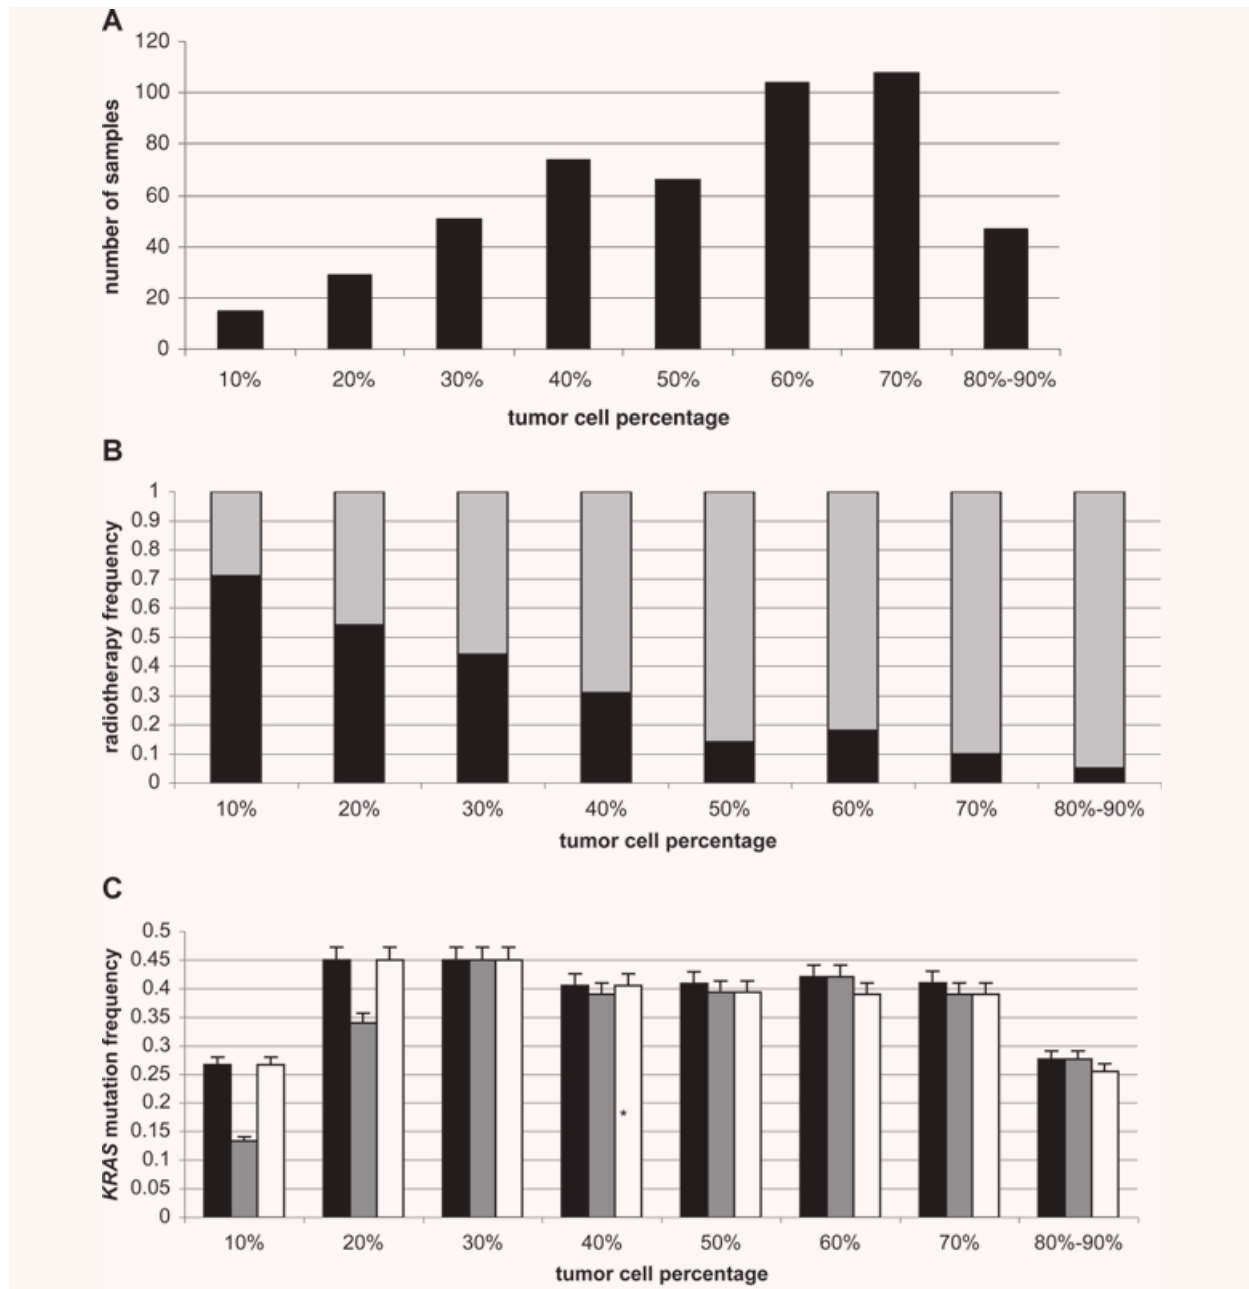 A
120
100
80
60
40
20
0
number of samples
10% 20% 30% 40% 50% 60% 70% 80%-90%
tumor cell percentage
B
1
0.9
0.8
0.7
0.6
0.5
0.4
0.3
0.2
0.1
0
radiotherapy frequency
10% 20% 30% 40% 50% 60% 70% 80%-90%
tumor cell percentage
C
0.5
0.45
0.4
0.35
0.3
0.25
0.2
0.15
0.1
0.05
0
KRAS mutation frequency
*
10% 20% 30% 40% 50% 60% 70% 80%-90%
tumor cell percentage